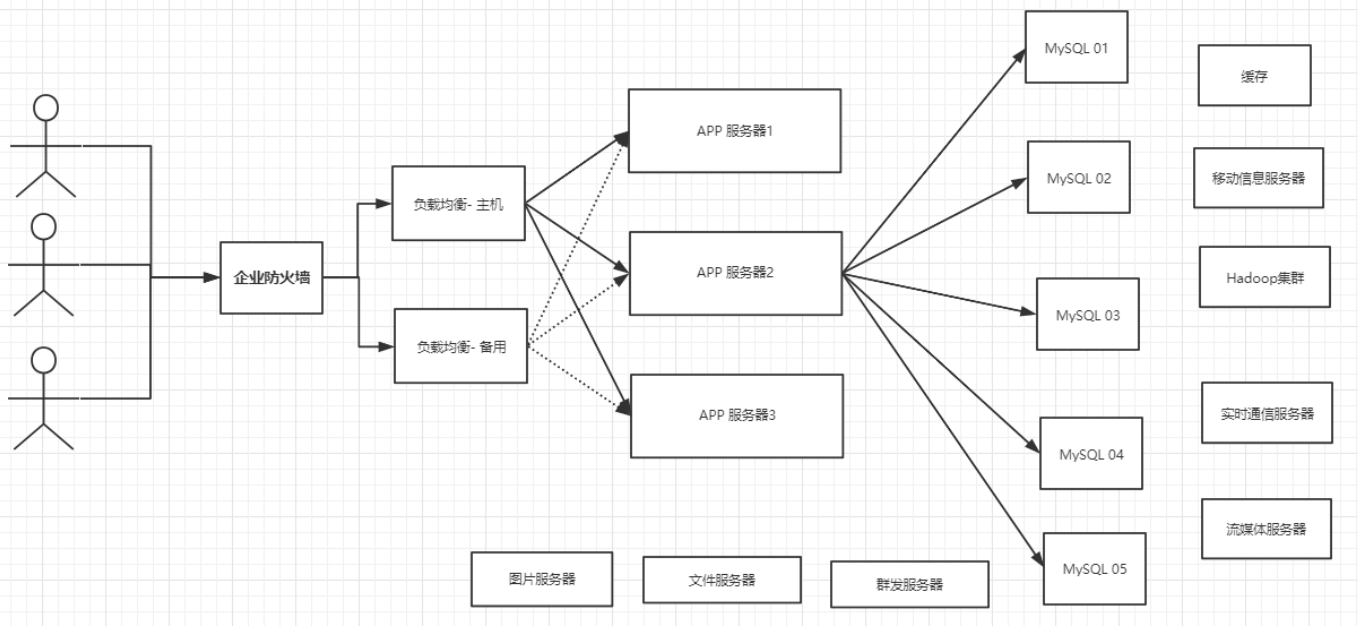 企业防火墙
负载均衡- 主机
负载均衡- 备用
APP 服务器1
APP 服务器2
APP 服务器3
MySQL 01
MySQL 02
MySQL 03
MySQL 04
MySQL 05
缓存
移动信息服务器
Hadoop集群
实时通信服务器
流媒体服务器
图片服务器
文件服务器
群发服务器